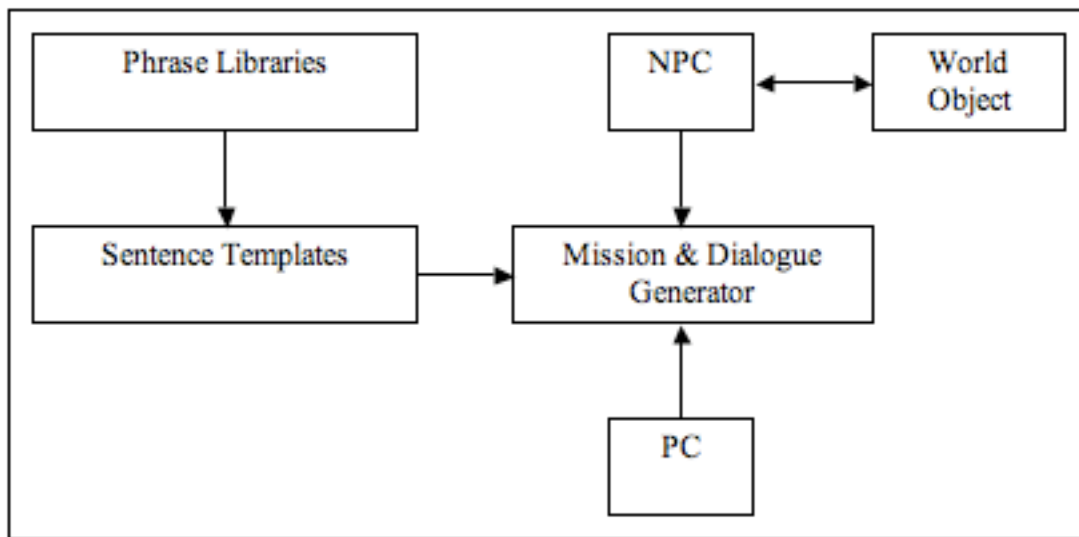 Phrase Libraries
NPC
World
Object
Sentence Templates
Mission & Dialogue
Generator
PC